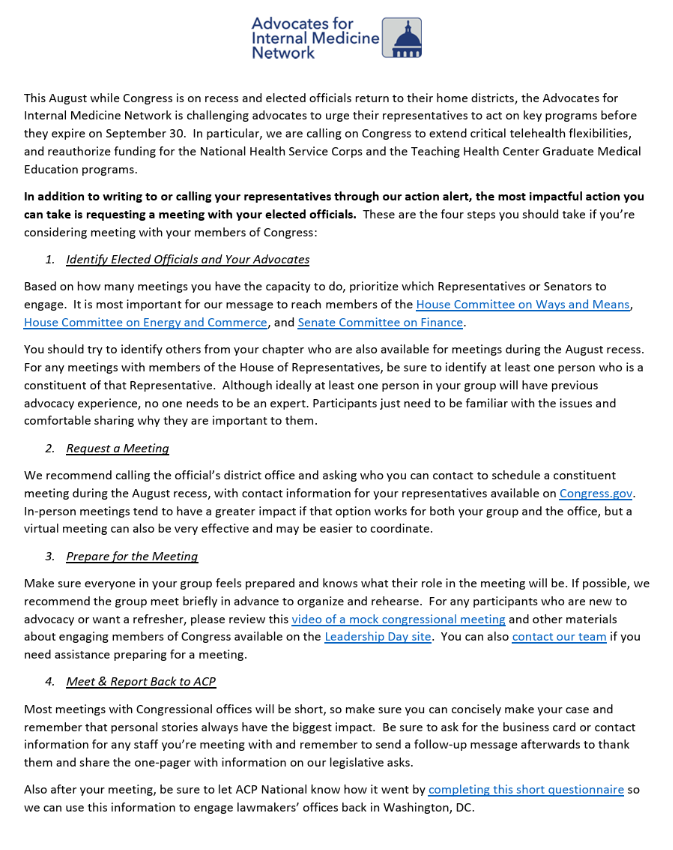 Advocates for
Internal Medicine
Network
This August while Congress is on recess and elected officials return to their home districts, the Advocates for
Internal Medicine Network is challenging advocates to urge their representatives to act on key programs before
they expire on September 30.  In particular, we are calling on Congress to extend critical telehealth flexibilities,
and reauthorize funding for the National Health Service Corps and the Teaching Health Center Graduate Medical
Education programs.
In addition to writing to or calling your representatives through our action alert, the most impactful action you
can take is requesting a meeting with your elected officials.  These are the four steps you should take if you're
considering meeting with your members of Congress:
1. Identify Elected Officials and Your Advocates
Based on how many meetings you have the capacity to do, prioritize which Representatives or Senators to
engage.  It is most important for our message to reach members of the House Committee on Ways and Means,
House Committee on Energy and Commerce, and Senate Committee on Finance.
You should try to identify others from your chapter who are also available for meetings during the August recess.
For any meetings with members of the House of Representatives, be sure to identify at least one person who is a
constituent of that Representative.  Although ideally at least one person in your group will have previous
advocacy experience, no one needs to be an expert. Participants just need to be familiar with the issues and
comfortable sharing why they are important to them.
2. Request a Meeting
We recommend calling the official's district office and asking who you can contact to schedule a constituent
meeting during the August recess, with contact information for your representatives available on Congress.gov.
In-person meetings tend to have a greater impact if that option works for both your group and the office, but a
virtual meeting can also be very effective and may be easier to coordinate.
3. Prepare for the Meeting
Make sure everyone in your group feels prepared and knows what their role in the meeting will be. If possible, we
recommend the group meet briefly in advance to organize and rehearse.  For any participants who are new to
advocacy or want a refresher, please review this video of a mock congressional meeting and other materials
about engaging members of Congress available on the Leadership Day site.  You can also contact our team if you
need assistance preparing for a meeting.
4. Meet & Report Back to ACP
Most meetings with Congressional offices will be short, so make sure you can concisely make your case and
remember that personal stories always have the biggest impact.  Be sure to ask for the business card or contact
information for any staff you're meeting with and remember to send a follow-up message afterwards to thank
them and share the one-pager with information on our legislative asks.
Also after your meeting, be sure to let ACP National know how it went by completing this short questionnaire so
we can use this information to engage lawmakers' offices back in Washington, DC.